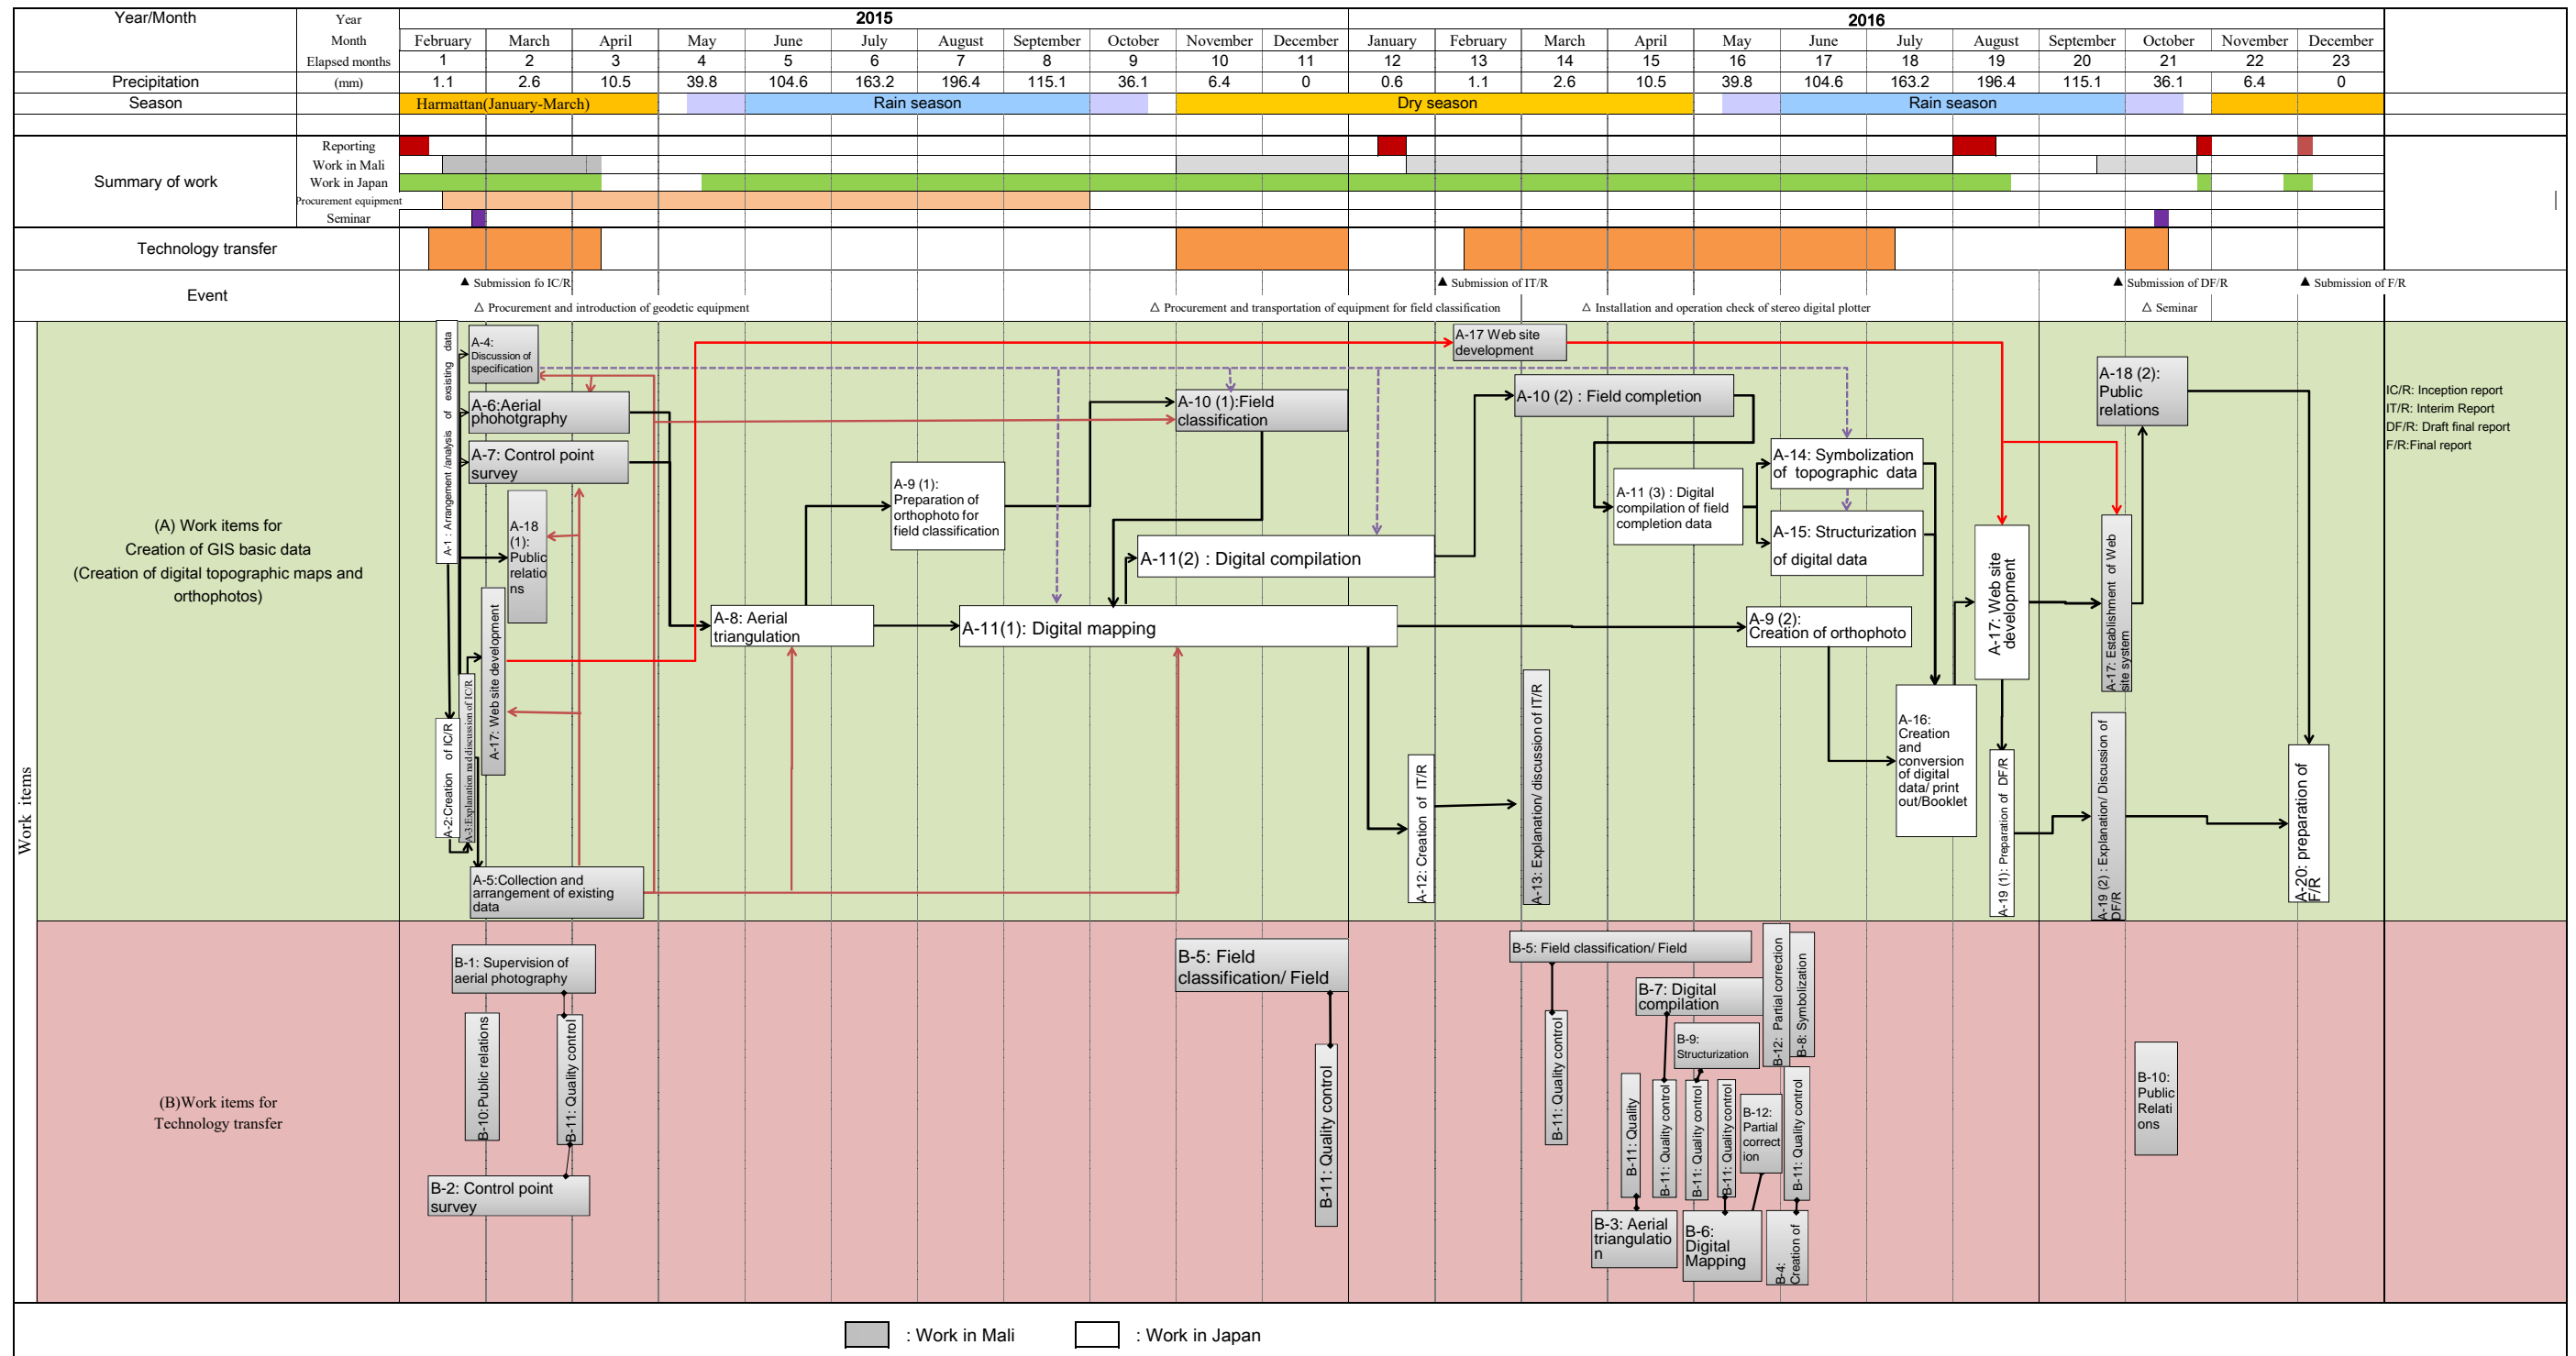 Year/Month
Year
2015
2016
Month
February March April May June July August September October November December January February March April May June July August September October November December
Elapsed months
1 2 3 4 5 6 7 8 9 10 11 12 13 14 15 16 17 18 19 20 21 22 23
Precipitation
(mm)
1.1 2.6 10.5 39.8 104.6 163.2 196.4 115.1 36.1 6.4 0 0.6 1.1 2.6 10.5 39.8 104.6 163.2 196.4 115.1 36.1 6.4 0
Season
Harmattan(January-March)
Rain season
Dry season
Rain season
Summary of work
Reporting
Work in Mali
Work in Japan
Procurement equipment
Seminar
Technology transfer
Event
▲ Submission fo IC/R
▲ Submission of IT/R
▲ Submission of DF/R
▲ Submission of F/R
△ Procurement and introduction of geodetic equipment
△ Procurement and transportation of equipment for field classification
△ Installation and operation check of stereo digital plotter
△ Seminar
Work items
(A) Work items for
Creation of GIS basic data
(Creation of digital topographic maps and
orthophotos)
A-1 : Arrangement /analysis of exsisting data
A-4:
Discussion of
specification
A-6:Aerial
phohotgraphy
A-7: Control point
survey
A-18
(1):
Public
relatio
ns
A-17: Web site development
A-2:Creation of IC/R
A-3:Explanation nad discussion of IC/R
A-5:Collection and
arrangement of existing
data
A-8: Aerial
triangulation
A-9 (1):
Preparation of
orthophoto for
field classification
A-10 (1):Field
classification
A-11(2) : Digital compilation
A-11(1): Digital mapping
A-12: Creation of IT/R
A-17 Web site
development
A-10 (2) : Field completion
A-11 (3) : Digital
compilation of field
completion data
A-13: Explanation/ discussion of IT/R
A-14: Symbolization
of topographic data
A-15: Structurization
of digital data
A-9 (2):
Creation of orthophoto
A-16:
Creation
and
conversion
of digital
data/ print
out/Booklet
A-17: Web site
development
A-19 (1): Preparation of DF/R
A-18 (2):
Public
relations
A-17: Establishment of Web
site system
A-19 (2) : Explanation/ Discussion of
DF/R
A-20: preparation of
F/R
IC/R: Inception report
IT/R: Interim Report
DF/R: Draft final report
F/R:Final report
(B)Work items for
Technology transfer
B-1: Supervision of
aerial photography
B-10:Public relations
B-11: Quality control
B-2: Control point
survey
B-5: Field
classification/ Field
B-11: Quality control
B-5: Field classification/ Field
B-11: Quality control
B-7: Digital
compilation
B-9:
Structurization
B-12: Partial correction
B-8: Symbolization
B-11: Quality
B-11: Quality control
B-11: Quality control
B-11: Quality control
B-12:
Partial
correct
ion
B-11: Quality control
B-3: Aerial
triangulatio
n
B-6:
Digital
Mapping
B-4:
Creation of
B-10:
Public
Relati
ons
: Work in Mali
: Work in Japan